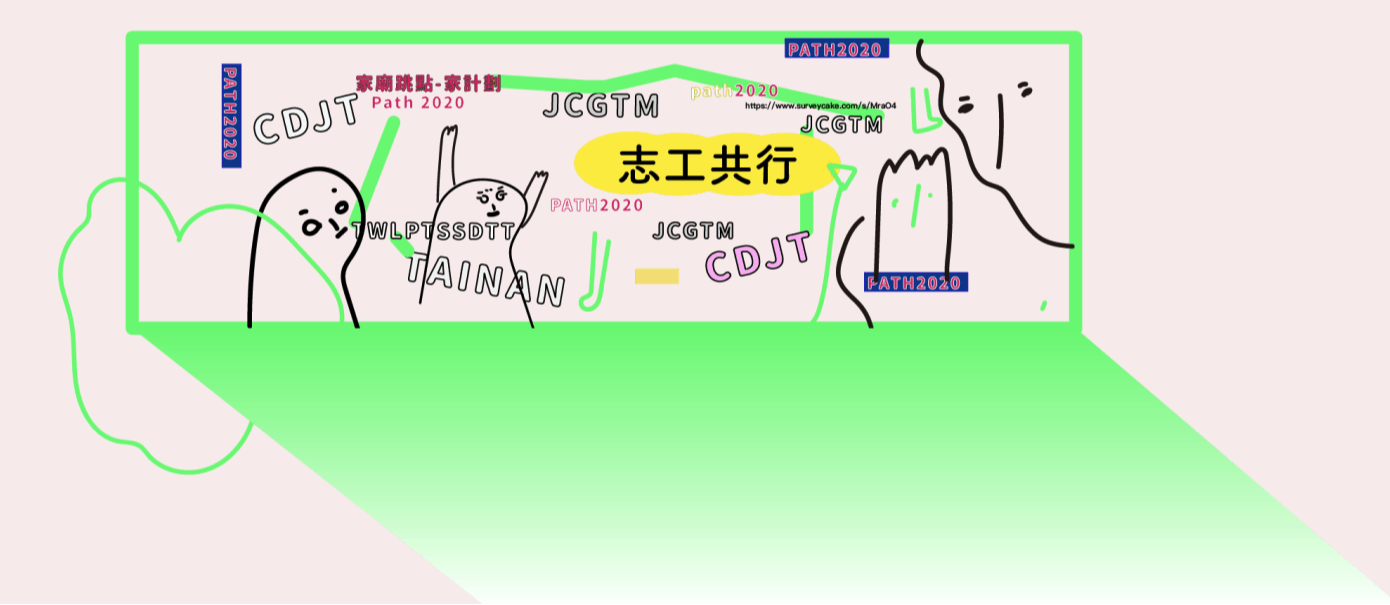 PATH2020
PATH2020
家廟跳點-家計劃
Path 2020
CDJT
JCGTM
path2020
https://www.surveycake.com/s/MraO4
JCGTM
志工共行
PATH2020
TWLPTSSDTT
JCGTM
CDJT
TAINAN
PATH2020